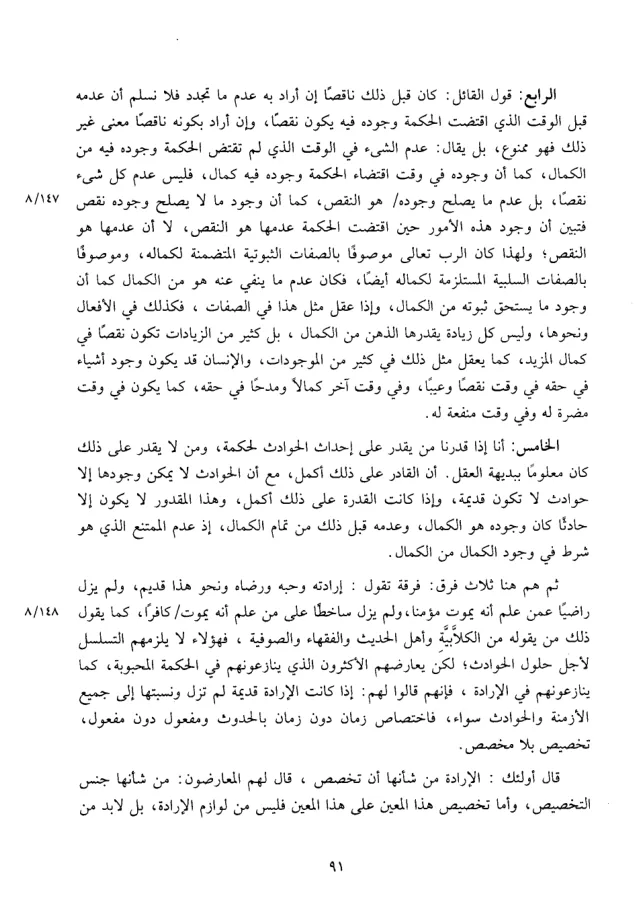 الرابع: قول القائل: كان قبل ذلك ناقصًا إن أراد به عدم ما تجدد فلا نسلم أن عدمه
قبل الوقت الذي اقتضت الحكمة وجوده فيه يكون نقصًا، وإن أراد بكونه ناقصًا معنى غير
ذلك فهو ممنوع، بل يقال: عدم الشىء في الوقت الذي لم تقتض الحكمة وجوده فيه من
الكمال، كما أن وجوده في وقت اقتضاء الحكمة وجوده فيه كمال، فليس عدم كل شىء
نقصًا، بل عدم ما يصلح وجوده/ هو النقص، كما أن وجود ما لا يصلح وجوده نقص
٨/١٤٧
فتبين أن وجود هذه الأمور حين اقتضت الحكمة عدمها هو النقص، لا أن عدمها هو
النقص؛ ولهذا كان الرب تعالى موصوفًا بالصفات الثبوتية المتضمنة لكماله، وموصوفًا
بالصفات السلبية المستلزمة لكماله أيضًا، فكان عدم ما ينفي عنه هو من الكمال كما أن
وجود ما يستحق ثبوته من الكمال، وإذا عقل مثل هذا في الصفات ، فكذلك في الأفعال
ونحوها، وليس كل زيادة يقدرها الذهن من الكمال ، بل كثير من الزيادات تكون نقصًا في
كمال المزيد، كما يعقل مثل ذلك في كثير من الموجودات، والإنسان قد يكون وجود أشياء
في حقه في وقت نقصًا وعيبًا، وفي وقت آخر كمالاً ومدحًا في حقه، كما يكون في وقت
مضرة له وفي وقت منفعة له.
الخامس: أنا إذا قدرنا من يقدر على إحداث الحوادث لحكمة، ومن لا يقدر على ذلك
كان معلومًا ببديهة العقل. أن القادر على ذلك أكمل، مع أن الحوادث لا يمكن وجودها إلا
حوادث لا تكون قديمة، وإذا كانت القدرة على ذلك أكمل، وهذا المقدور لا يكون إلا
حادثًا كان وجوده هو الكمال، وعدمه قبل ذلك من تمام الكمال، إذ عدم الممتنع الذي هو
شرط في وجود الكمال من الكمال.
ثم هم هنا ثلاث فرق: فرقة تقول : إرادته وحبه ورضاه ونحو هذا قديم، ولم يزل
راضيًا عمن علم أنه يموت مؤمنا،ولم يزل ساخطًا على من علم أنه يموت/كافرًا، كما يقول
٨/١٤٨
ذلك من يقوله من الكلاَّبيَّة وأهل الحديث والفقهاء والصوفية ، فهؤلاء لا يلزمهم التسلسل
لأجل حلول الحوادث؛ لكن يعارضهم الأكثرون الذي ينازعونهم في الحكمة المحبوبة، كما
ينازعونهم في الإرادة ، فإنهم قالوا لهم: إذا كانت الإرادة قديمة لم تزل ونسبتها إلى جميع
الأزمنة والحوادث سواء، فاختصاص زمان دون زمان بالحدوث ومفعول دون مفعول،
تخصيص بلا مخصص.
قال أولئك : الإرادة من شأنها أن تخصص ، قال لهم المعارضون: من شأنها جنس
التخصيص، وأما تخصيص هذا المعين على هذا المعين فليس من لوازم الإرادة، بل لابد من
٩١